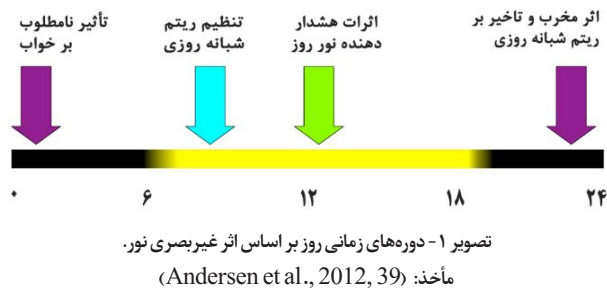 تأثیر نامطلوب
بر خواب
تنظیم ریتم
شبانه روزی
اثرات هشدار
دهنده نور روز
اثر مخرب و تاخیر بر
ریتم شبانه روزی
۰ ۶ ۱۲ ۱۸ ۲۴
تصویر ۱- دوره‌های زمانی روز بر اساس اثر غیربصری نور.
مأخذ: (Andersen et al., 2012, 39)